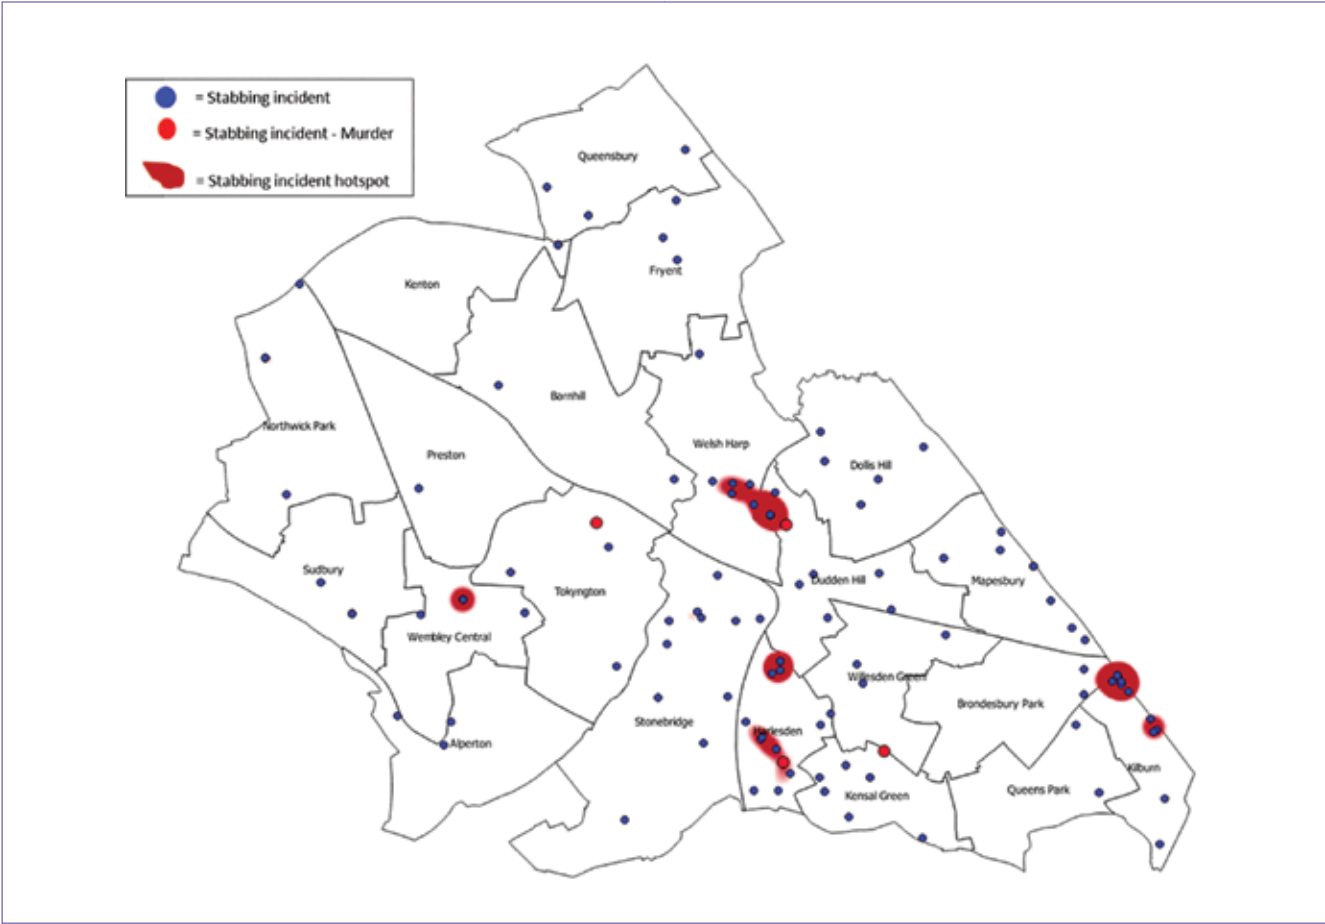 = Stabbing incident
= Stabbing incident - Murder
= Stabbing incident hotspot
Queensbury
Fryent
Kenton
Barnhill
Northwick Park
Welsh Harp
Preston
Dollis Hill
Sudbury
Dudden Hill
Mapesbury
Tokyngton
Wembley Central
Willesden Green
Brondesbury Park
Stonebridge
Harlesden
Alperton
Kilburn
Queens Park
Kensal Green